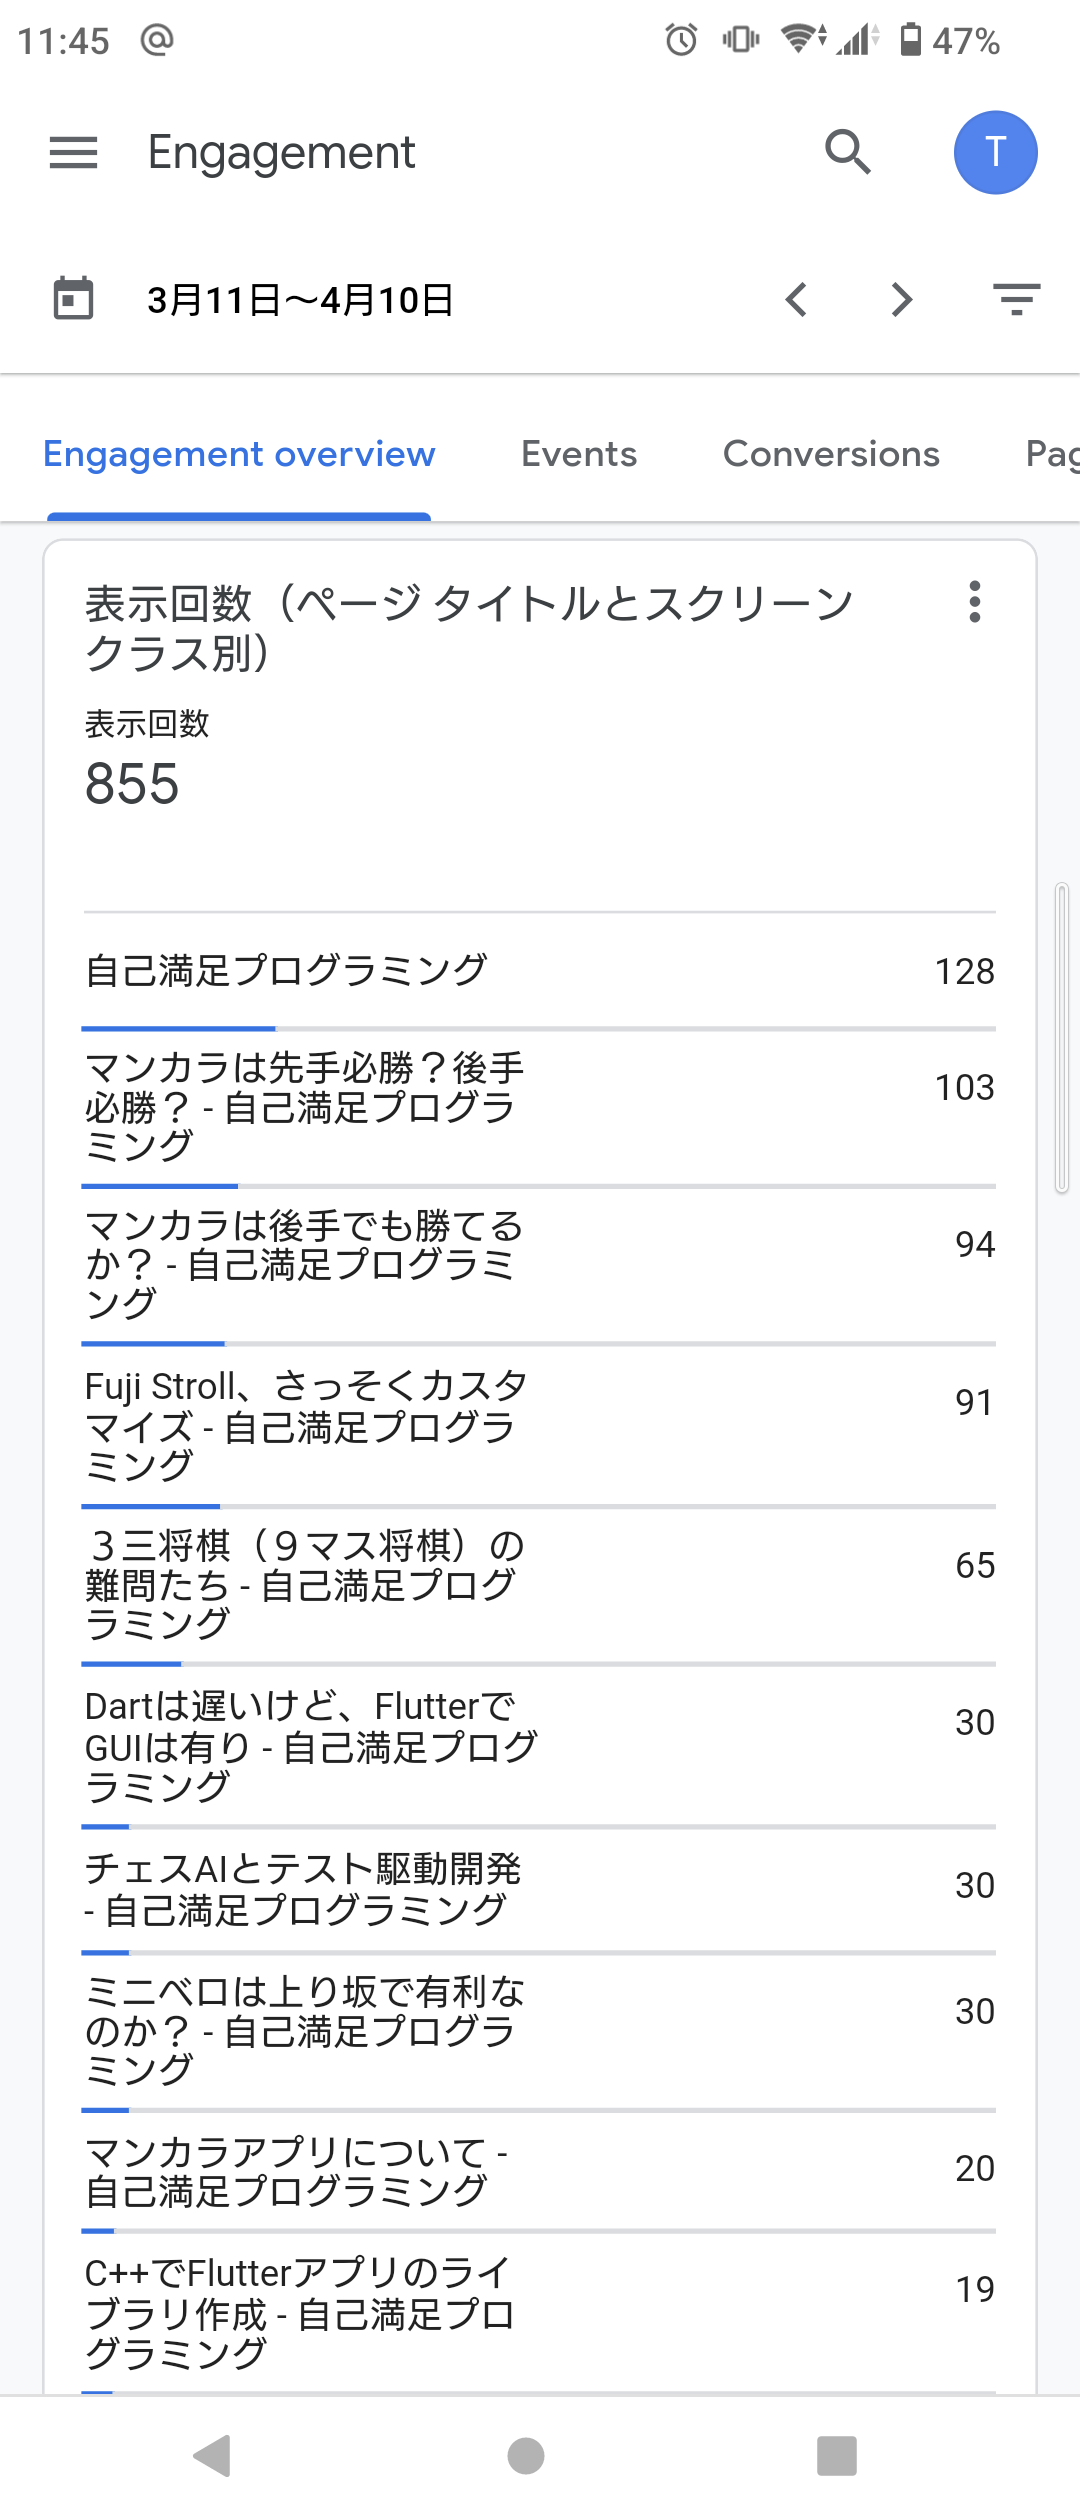 11:45
47%
Engagement
T
3月11日～4月10日
Engagement overview Events Conversions Pag
表示回数（ページ タイトルとスクリーン
クラス別）
表示回数
855
自己満足プログラミング 128
マンカラは先手必勝？後手
必勝？ - 自己満足プログラ
ミング
103
マンカラは後手でも勝てる
か？ - 自己満足プログラミ
ング
94
Fuji Stroll、さっそくカスタ
マイズ - 自己満足プログラ
ミング
91
３三将棋（９マス将棋）の
難問たち - 自己満足プログ
ラミング
65
Dartは遅いけど、Flutterで
GUIは有り - 自己満足プログ
ラミング
30
チェスAIとテスト駆動開発
- 自己満足プログラミング
30
ミニベロは上り坂で有利な
のか？ - 自己満足プログラ
ミング
30
マンカラアプリについて -
自己満足プログラミング
20
C++でFlutterアプリのライ
ブラリ作成 - 自己満足プロ
グラミング
19